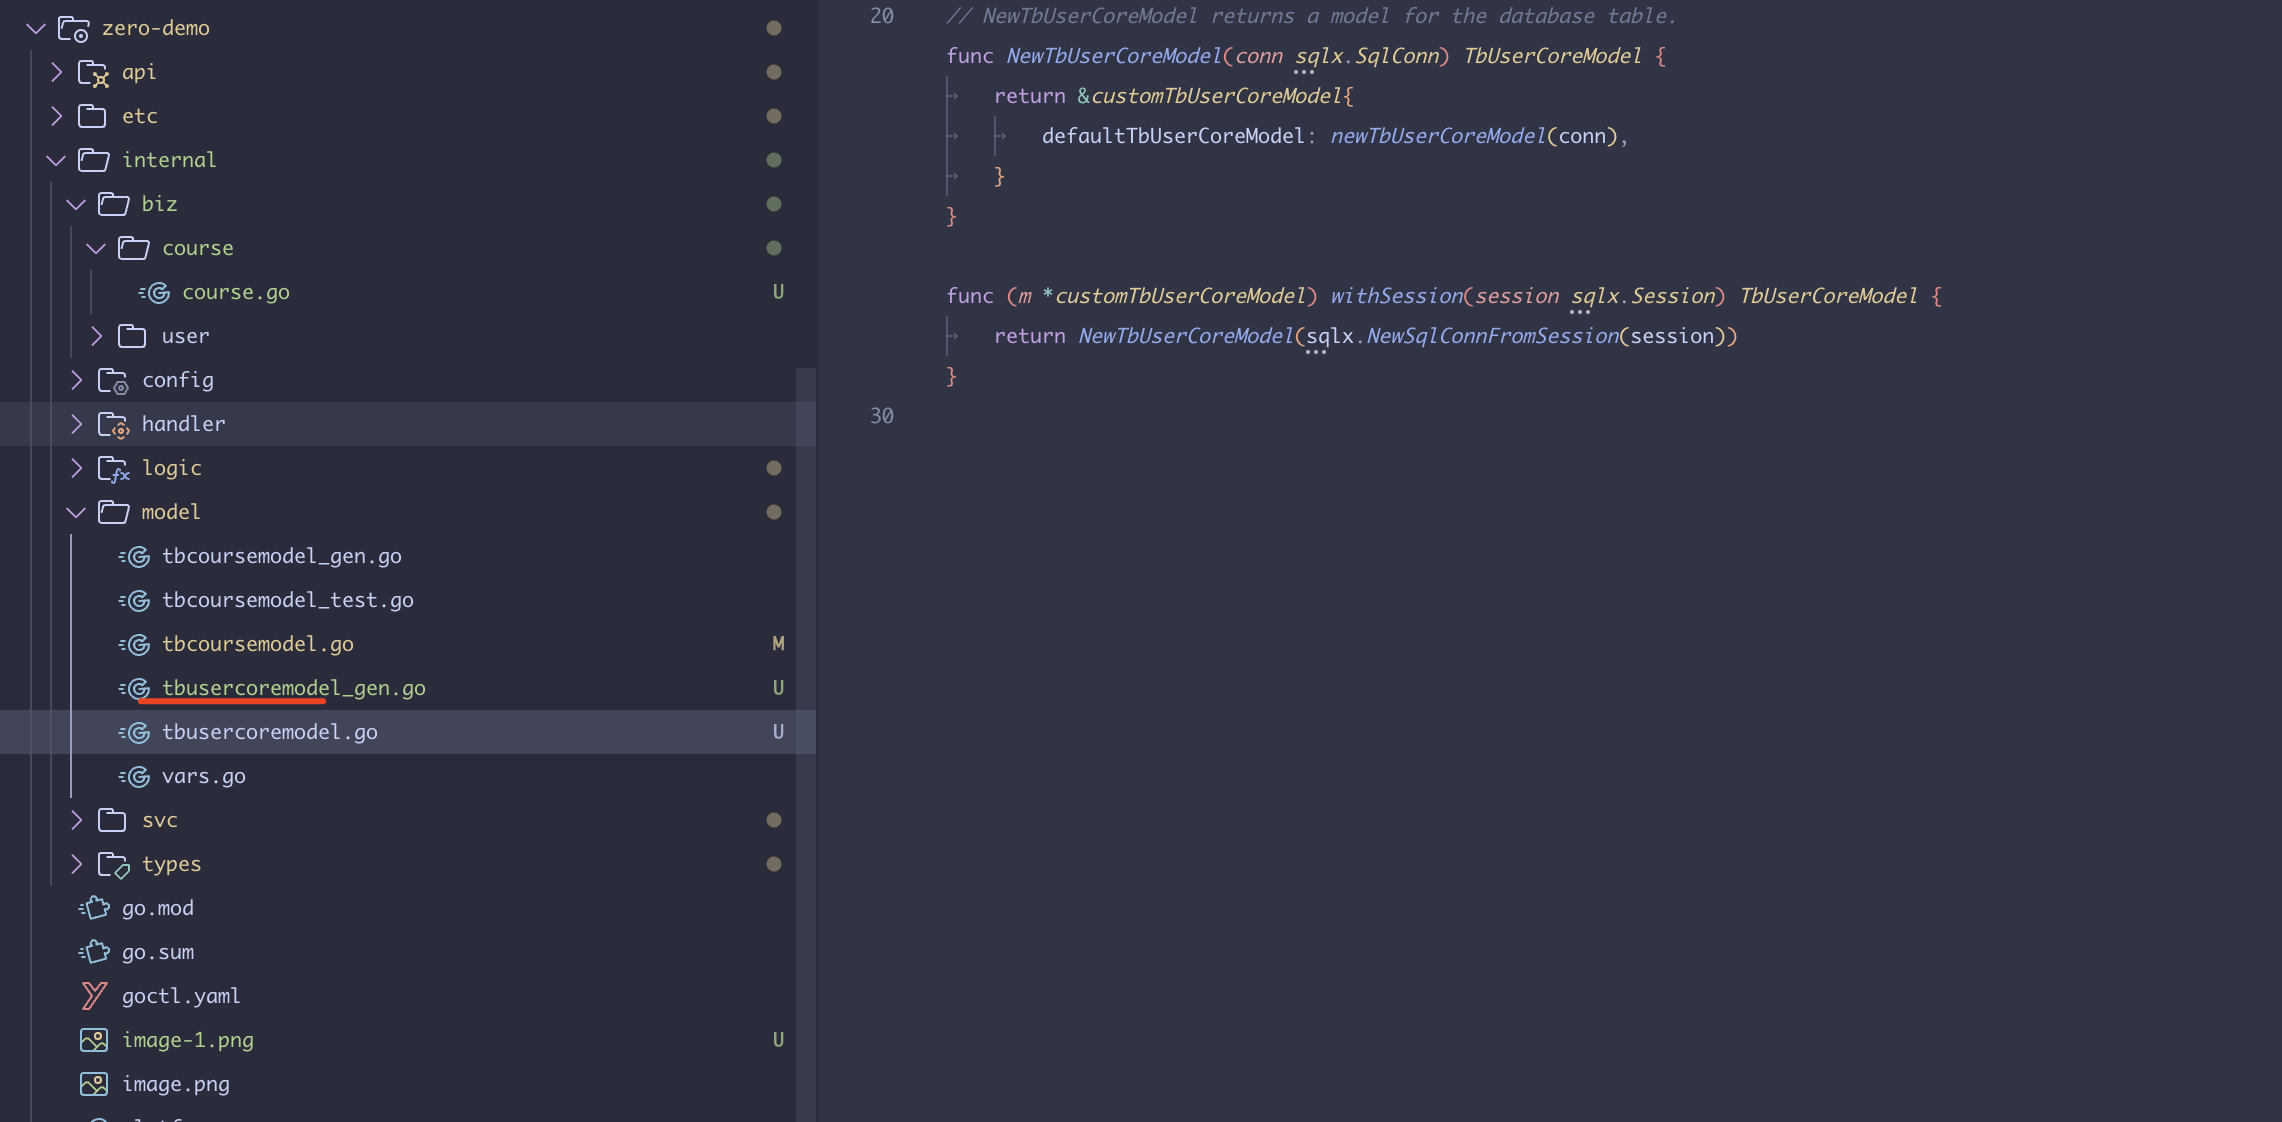 zero-demo
api
etc
internal
biz
course
course.go U
user
config
handler
logic
model
tbcoursemodel_gen.go
tbcoursemodel_test.go
tbcoursemodel.go M
tbusercoremodel_gen.go U
tbusercoremodel.go U
vars.go
svc
types
go.mod
go.sum
goctl.yaml
image-1.png U
image.png
20 // NewTbUserCoreModel returns a model for the database table.
func NewTbUserCoreModel(conn sqlx.SqlConn) TbUserCoreModel {
return &customTbUserCoreModel{
defaultTbUserCoreModel: newTbUserCoreModel(conn),
}
}
func (m *customTbUserCoreModel) withSession(session sqlx.Session) TbUserCoreModel {
return NewTbUserCoreModel(sqlx.NewSqlConnFromSession(session))
}
30